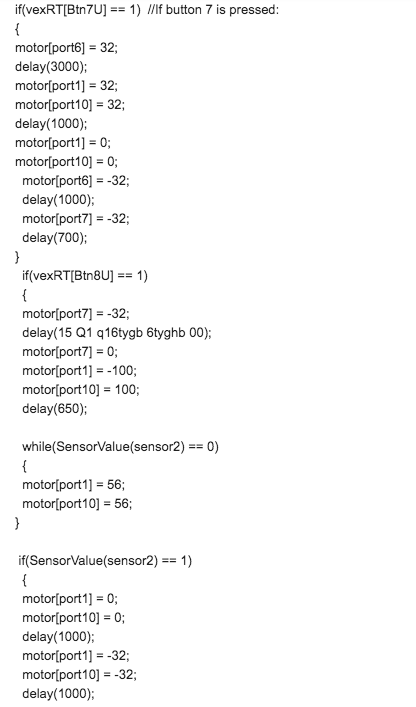 if(vexRT[Btn7U] == 1)  //If button 7 is pressed:
{
motor[port6] = 32;
delay(3000);
motor[port1] = 32;
motor[port10] = 32;
delay(1000);
motor[port1] = 0;
motor[port10] = 0;
motor[port6] = -32;
delay(1000);
motor[port7] = -32;
delay(700);
}
if(vexRT[Btn8U] == 1)
{
motor[port7] = -32;
delay(15 Q1 q16tygb 6tyghb 00);
motor[port7] = 0;
motor[port1] = -100;
motor[port10] = 100;
delay(650);
while(SensorValue(sensor2) == 0)
{
motor[port1] = 56;
motor[port10] = 56;
}
if(SensorValue(sensor2) == 1)
{
motor[port1] = 0;
motor[port10] = 0;
delay(1000);
motor[port1] = -32;
motor[port10] = -32;
delay(1000);